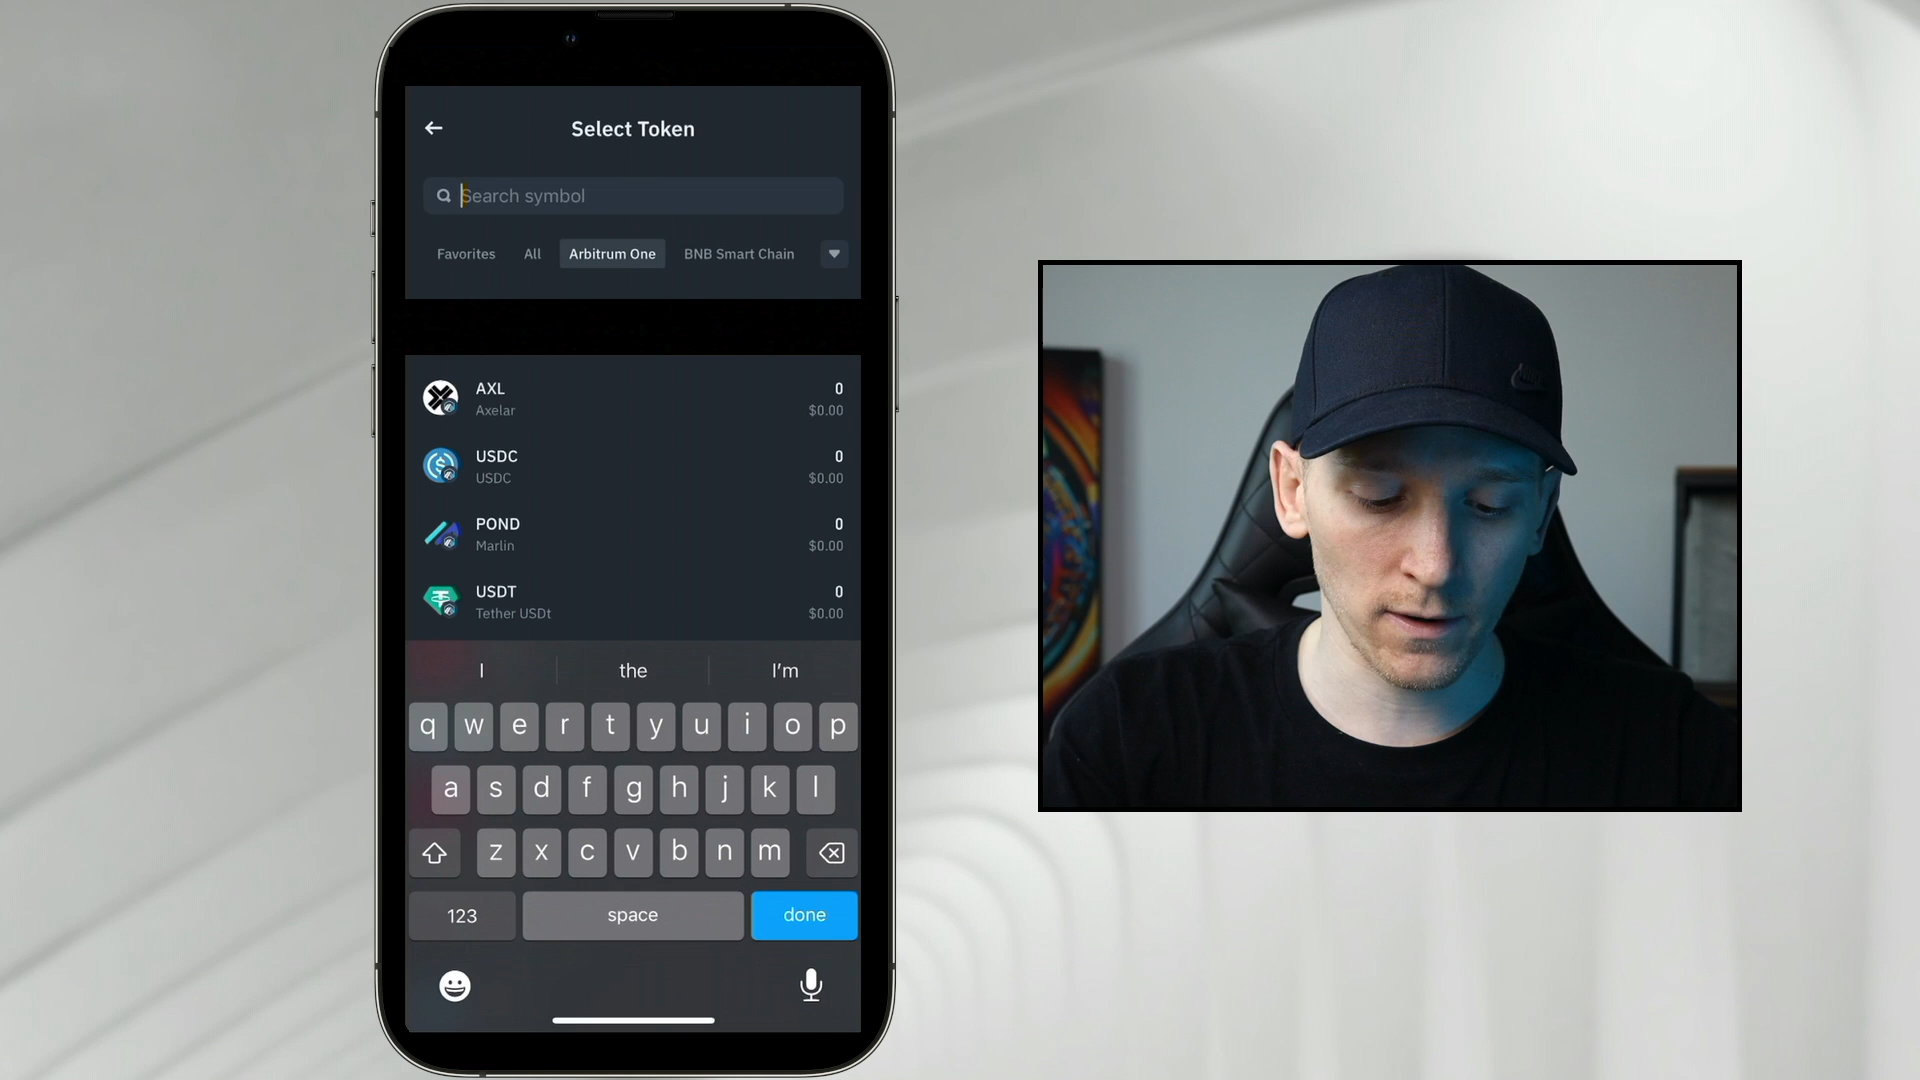 Select Token
Search symbol
Favorites All Arbitrum One BNB Smart Chain
AXL 0
Axelar $0.00
USDC 0
USDC $0.00
POND 0
Marlin $0.00
USDT 0
Tether USDt $0.00
I the I'm
q w e r t y u i o p
a s d f g h j k l
z x c v b n m
123 space done